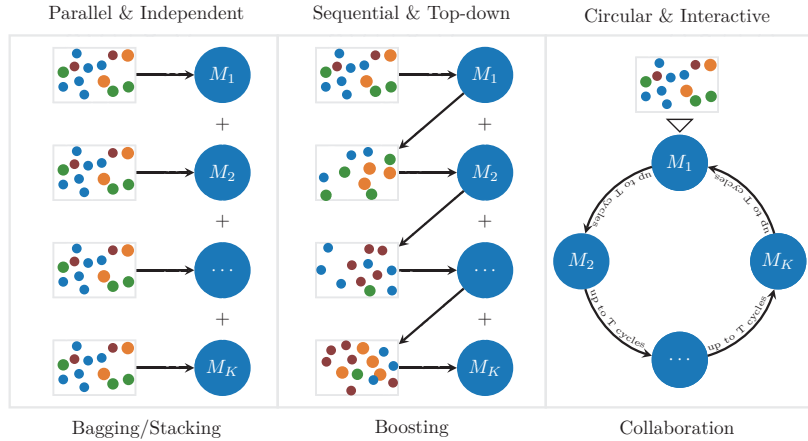 Parallel & Independent
M1
+
M2
+
...
+
MK
Bagging/Stacking
Sequential & Top-down
M1
+
M2
+
...
+
MK
Boosting
Circular & Interactive
M1
up to T cycles
up to T cycles
M2
MK
up to T cycles
up to T cycles
...
Collaboration